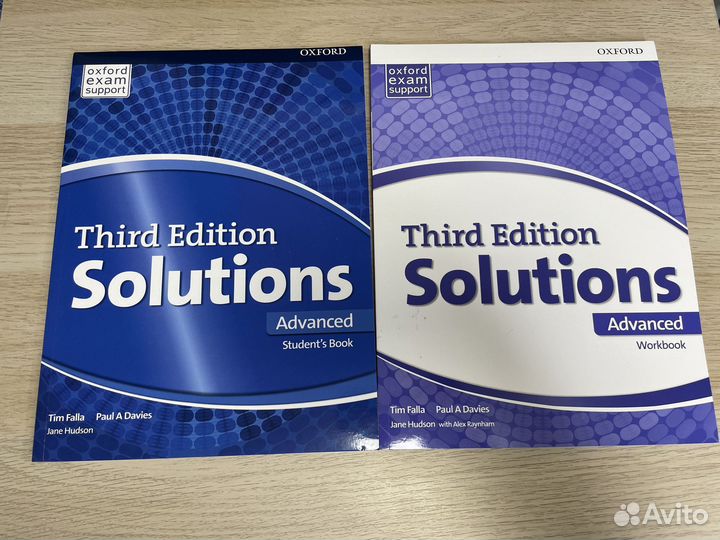 OXFORD
oxford
exam
support
Third Edition
Solutions
Advanced
Student's Book
Tim Falla Paul A Davies
Jane Hudson
OXFORD
oxford
exam
support
Third Edition
Solutions
Advanced
Workbook
Tim Falla Paul A Davies
Jane Hudson with Alex Raynham
Avito